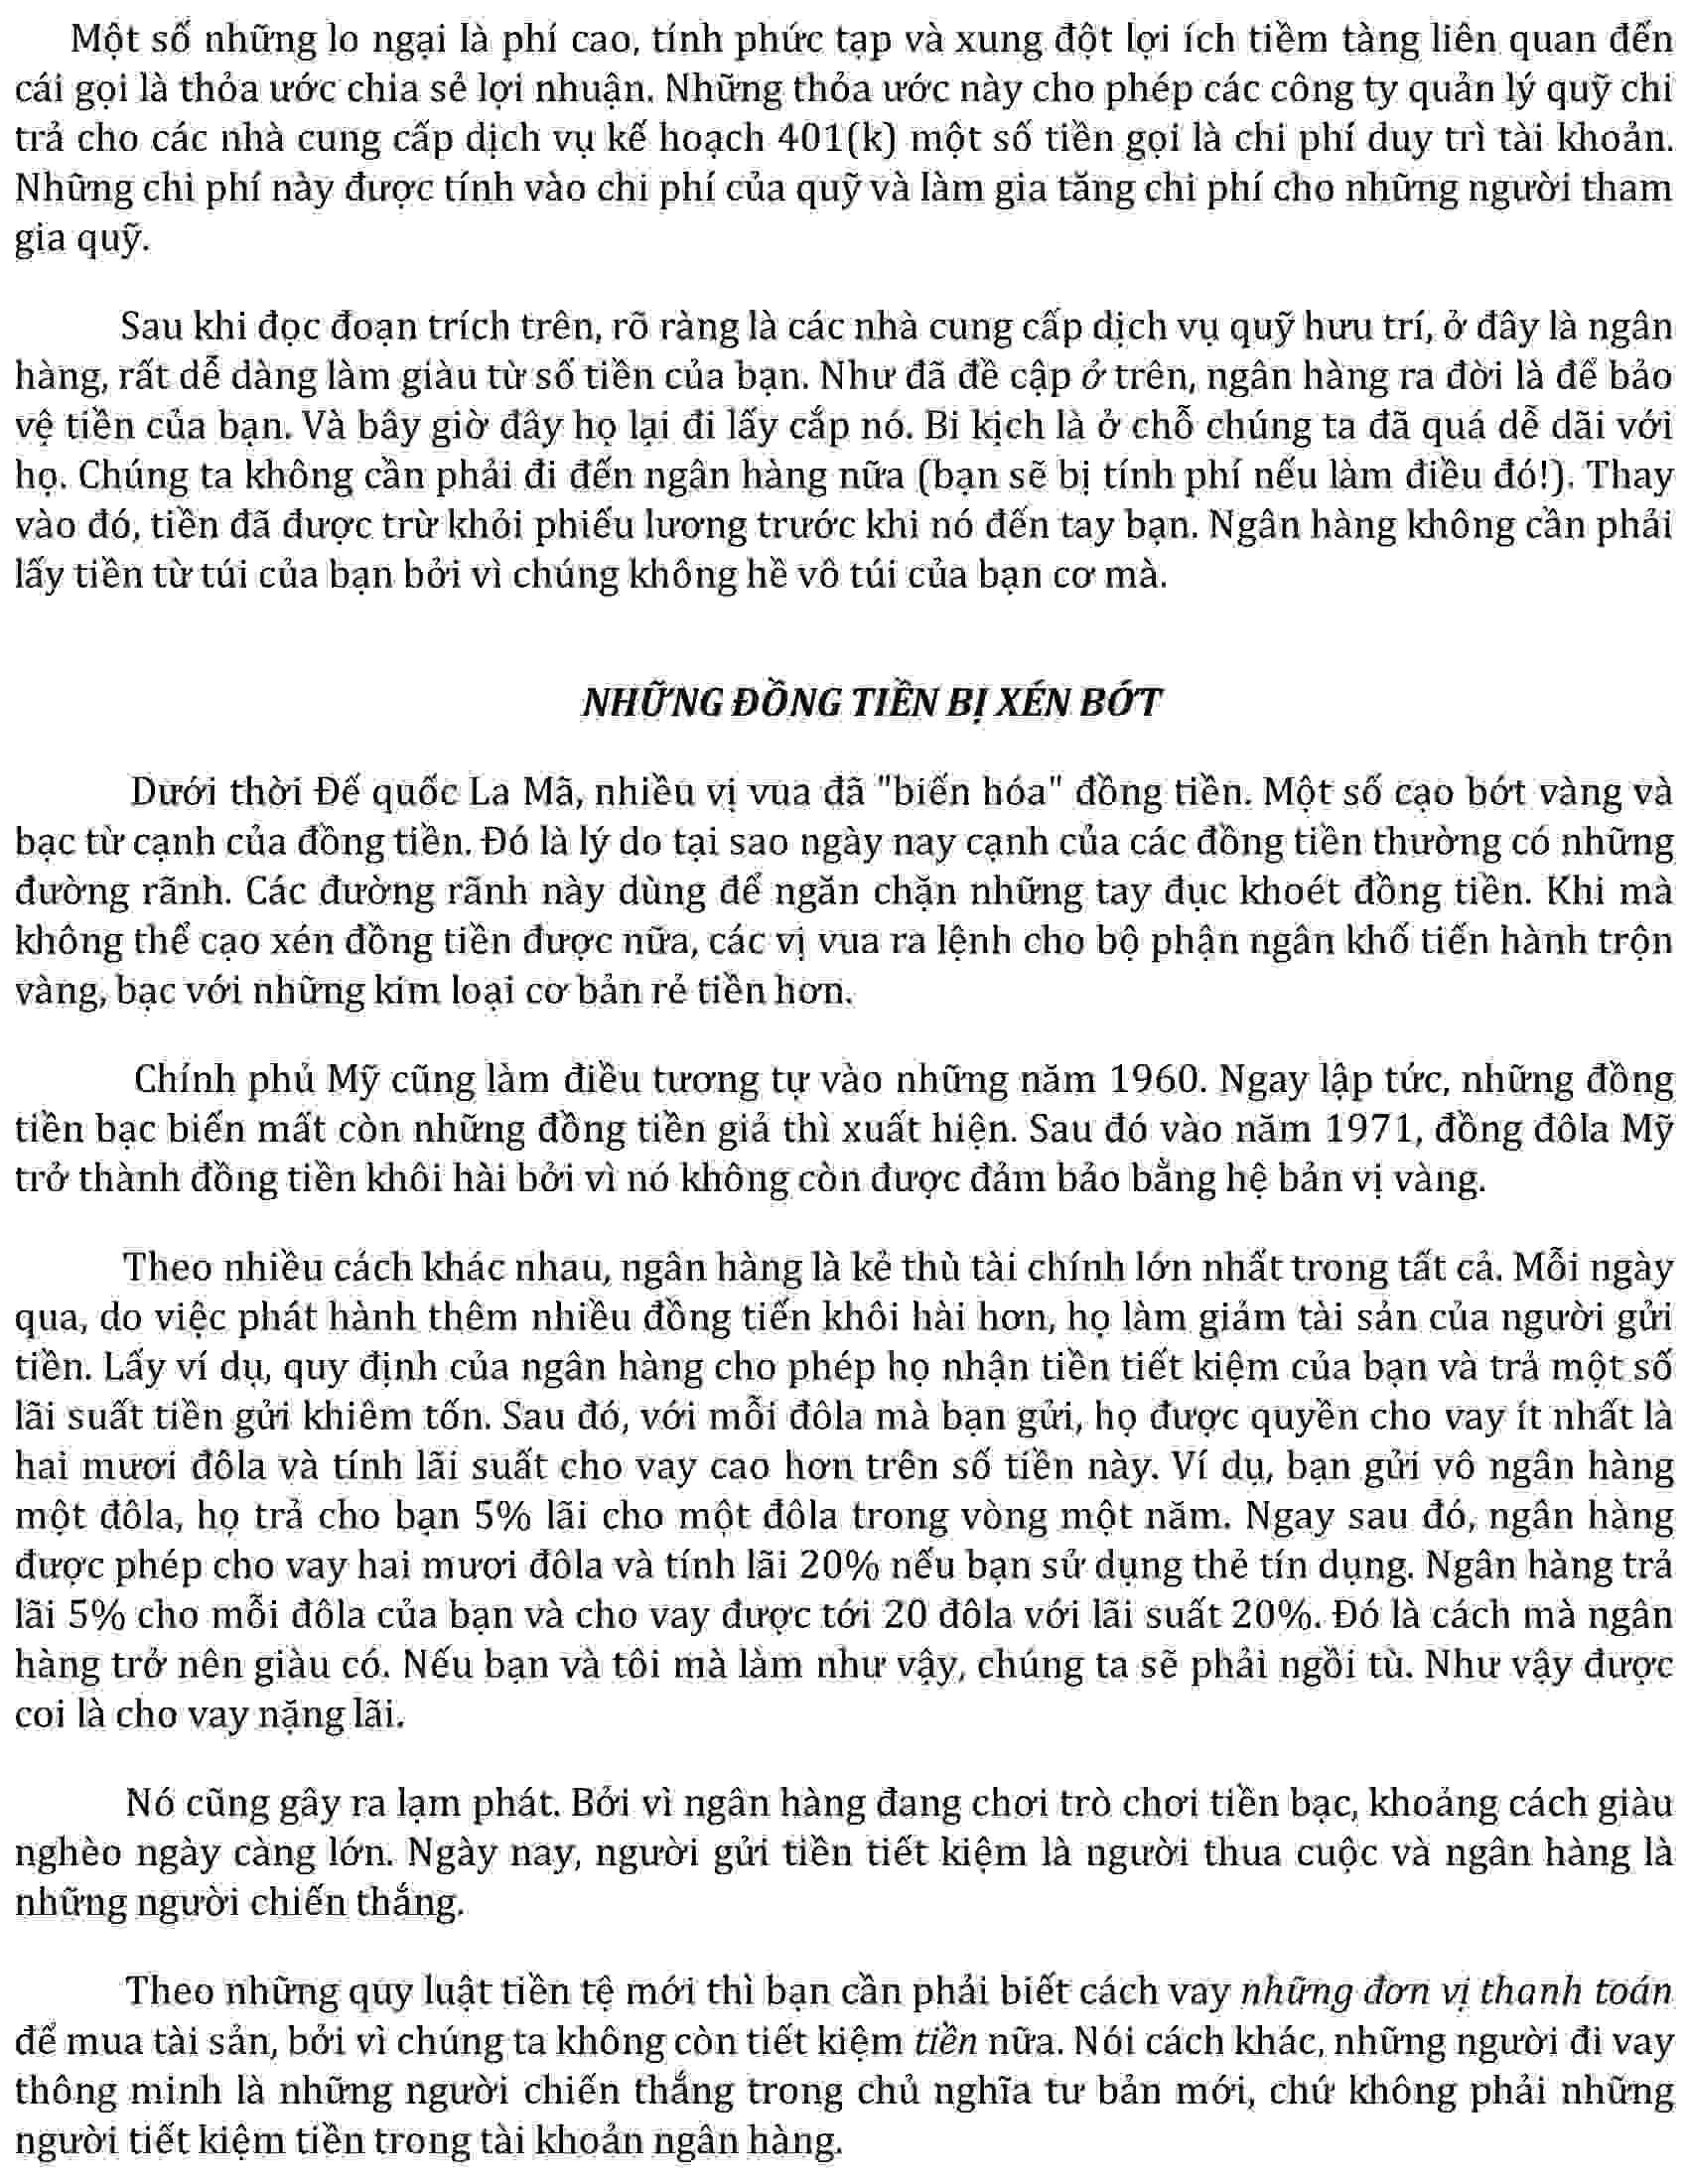 Một số những lo ngại là phí cao, tính phức tạp và xung đột lợi ích tiềm tàng liên quan đến
cái gọi là thỏa ước chia sẻ lợi nhuận. Những thỏa ước này cho phép các công ty quản lý quỹ chi
trả cho các nhà cung cấp dịch vụ kế hoạch 401(k) một số tiền gọi là chi phí duy trì tài khoản.
Những chi phí này được tính vào chi phí của quỹ và làm gia tăng chi phí cho những người tham
gia quỹ.
Sau khi đọc đoạn trích trên, rõ ràng là các nhà cung cấp dịch vụ quỹ hưu trí, ở đây là ngân
hàng, rất dễ dàng làm giàu từ số tiền của bạn. Như đã đề cập ở trên, ngân hàng ra đời là để bảo
vệ tiền của bạn. Và bây giờ đây họ lại đi lấy cắp nó. Bi kịch là ở chỗ chúng ta đã quá dễ dãi với
họ. Chúng ta không cần phải đi đến ngân hàng nữa (bạn sẽ bị tính phí nếu làm điều đó!). Thay
vào đó, tiền đã được trừ khỏi phiếu lương trước khi nó đến tay bạn. Ngân hàng không cần phải
lấy tiền từ túi của bạn bởi vì chúng không hề vô túi của bạn cơ mà.
NHỮNG ĐỒNG TIỀN BỊ XÉN BỚT
Dưới thời Đế quốc La Mã, nhiều vị vua đã "biến hóa" đồng tiền. Một số cạo bớt vàng và
bạc từ cạnh của đồng tiền. Đó là lý do tại sao ngày nay cạnh của các đồng tiền thường có những
đường rãnh. Các đường rãnh này dùng để ngăn chặn những tay đục khoét đồng tiền. Khi mà
không thể cạo xén đồng tiền được nữa, các vị vua ra lệnh cho bộ phận ngân khố tiến hành trộn
vàng, bạc với những kim loại cơ bản rẻ tiền hơn.
Chính phủ Mỹ cũng làm điều tương tự vào những năm 1960. Ngay lập tức, những đồng
tiền bạc biến mất còn những đồng tiền giả thì xuất hiện. Sau đó vào năm 1971, đồng đôla Mỹ
trở thành đồng tiền khôi hài bởi vì nó không còn được đảm bảo bằng hệ bản vị vàng.
Theo nhiều cách khác nhau, ngân hàng là kẻ thù tài chính lớn nhất trong tất cả. Mỗi ngày
qua, do việc phát hành thêm nhiều đồng tiến khôi hài hơn, họ làm giảm tài sản của người gửi
tiền. Lấy ví dụ, quy định của ngân hàng cho phép họ nhận tiền tiết kiệm của bạn và trả một số
lãi suất tiền gửi khiêm tốn. Sau đó, với mỗi đôla mà bạn gửi, họ được quyền cho vay ít nhất là
hai mươi đôla và tính lãi suất cho vay cao hơn trên số tiền này. Ví dụ, bạn gửi vô ngân hàng
một đôla, họ trả cho bạn 5% lãi cho một đôla trong vòng một năm. Ngay sau đó, ngân hàng
được phép cho vay hai mươi đôla và tính lãi 20% nếu bạn sử dụng thẻ tín dụng. Ngân hàng trả
lãi 5% cho mỗi đôla của bạn và cho vay được tới 20 đôla với lãi suất 20%. Đó là cách mà ngân
hàng trở nên giàu có. Nếu bạn và tôi mà làm như vậy, chúng ta sẽ phải ngồi tù. Như vậy được
coi là cho vay nặng lãi.
Nó cũng gây ra lạm phát. Bởi vì ngân hàng đang chơi trò chơi tiền bạc, khoảng cách giàu
nghèo ngày càng lớn. Ngày nay, người gửi tiền tiết kiệm là người thua cuộc và ngân hàng là
những người chiến thắng.
Theo những quy luật tiền tệ mới thì bạn cần phải biết cách vay những đơn vị thanh toán
để mua tài sản, bởi vì chúng ta không còn tiết kiệm tiền nữa. Nói cách khác, những người đi vay
thông minh là những người chiến thắng trong chủ nghĩa tư bản mới, chứ không phải những
người tiết kiệm tiền trong tài khoản ngân hàng.